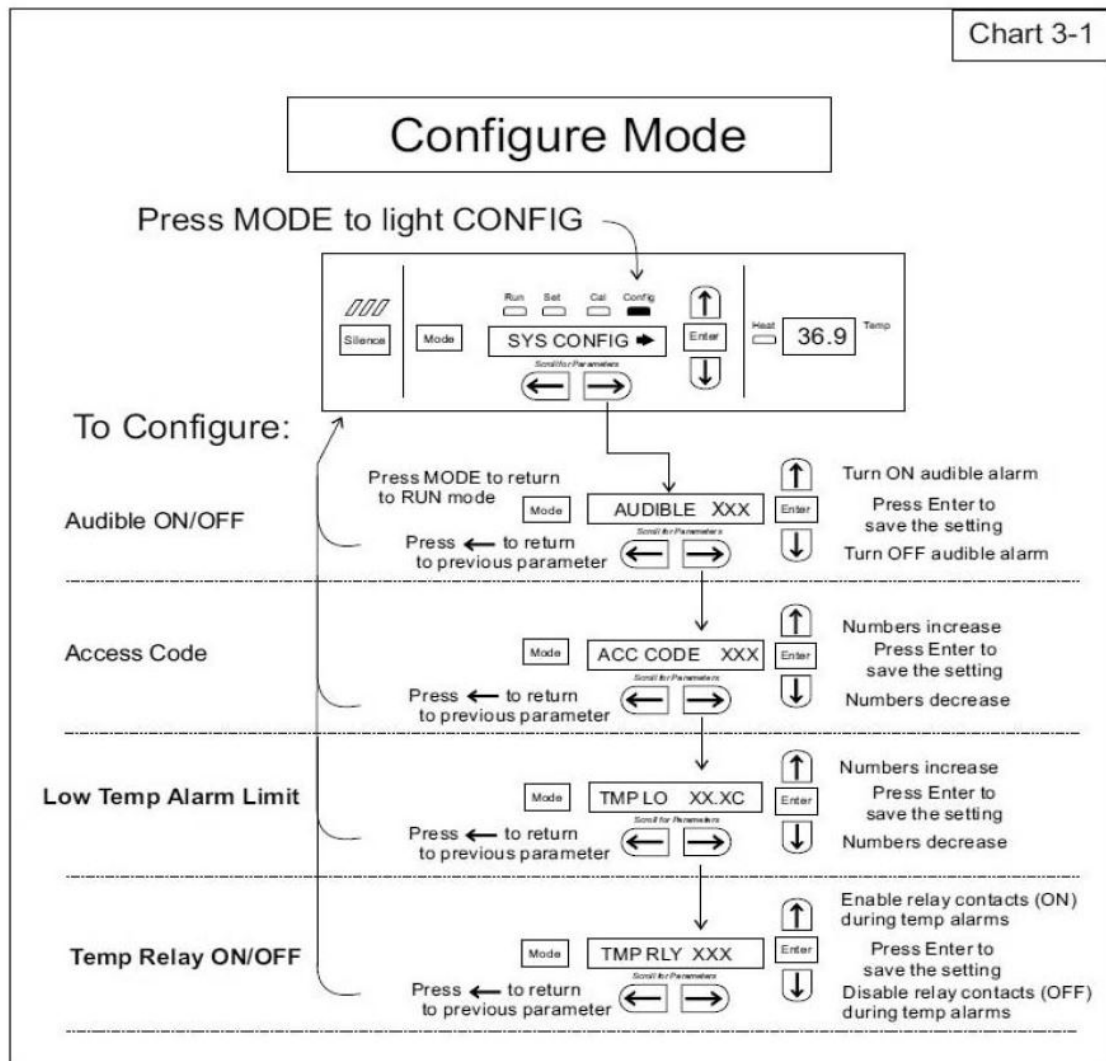 Chart 3-1
Configure Mode
Press MODE to light CONFIG
Run Set Cal Config
Silence
Mode
SYS CONFIG
Enter
Heat
36.9
Temp
Scroll for Parameters
To Configure:
Audible ON/OFF
Press MODE to return
to RUN mode
Mode
AUDIBLE XXX
Scroll for Parameters
Press ← to return
to previous parameter
Turn ON audible alarm
Enter
Press Enter to
save the setting
Turn OFF audible alarm
Access Code
Mode
ACC CODE XXX
Scroll for Parameters
Press ← to return
to previous parameter
Numbers increase
Enter
Press Enter to
save the setting
Numbers decrease
Low Temp Alarm Limit
Mode
TMP LO XX.XC
Scroll for Parameters
Press ← to return
to previous parameter
Numbers increase
Enter
Press Enter to
save the setting
Numbers decrease
Temp Relay ON/OFF
Mode
TMP RLY XXX
Scroll for Parameters
Press ← to return
to previous parameter
Enable relay contacts (ON)
during temp alarms
Enter
Press Enter to
save the setting
Disable relay contacts (OFF)
during temp alarms